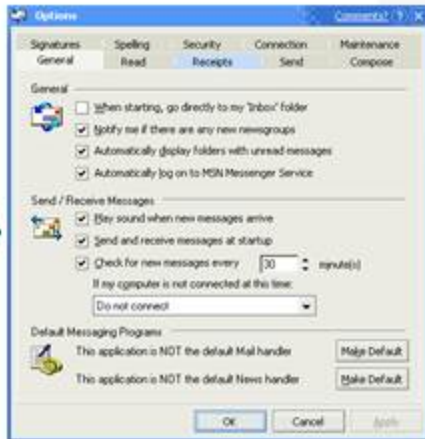 Options Comments? ?
Signatures Spelling Security Connection Maintenance
General Read Receipts Send Compose
General
When starting, go directly to my 'Inbox' folder
Notify me if there are any new newsgroups
Automatically display folders with unread messages
Automatically log on to MSN Messenger Service
Send / Receive Messages
Play sound when new messages arrive
Send and receive messages at startup
Check for new messages every 30 minute(s)
If my computer is not connected at this time:
Do not connect
Default Messaging Programs
This application is NOT the default Mail handler Make Default
This application is NOT the default News handler Make Default
OK Cancel Apply